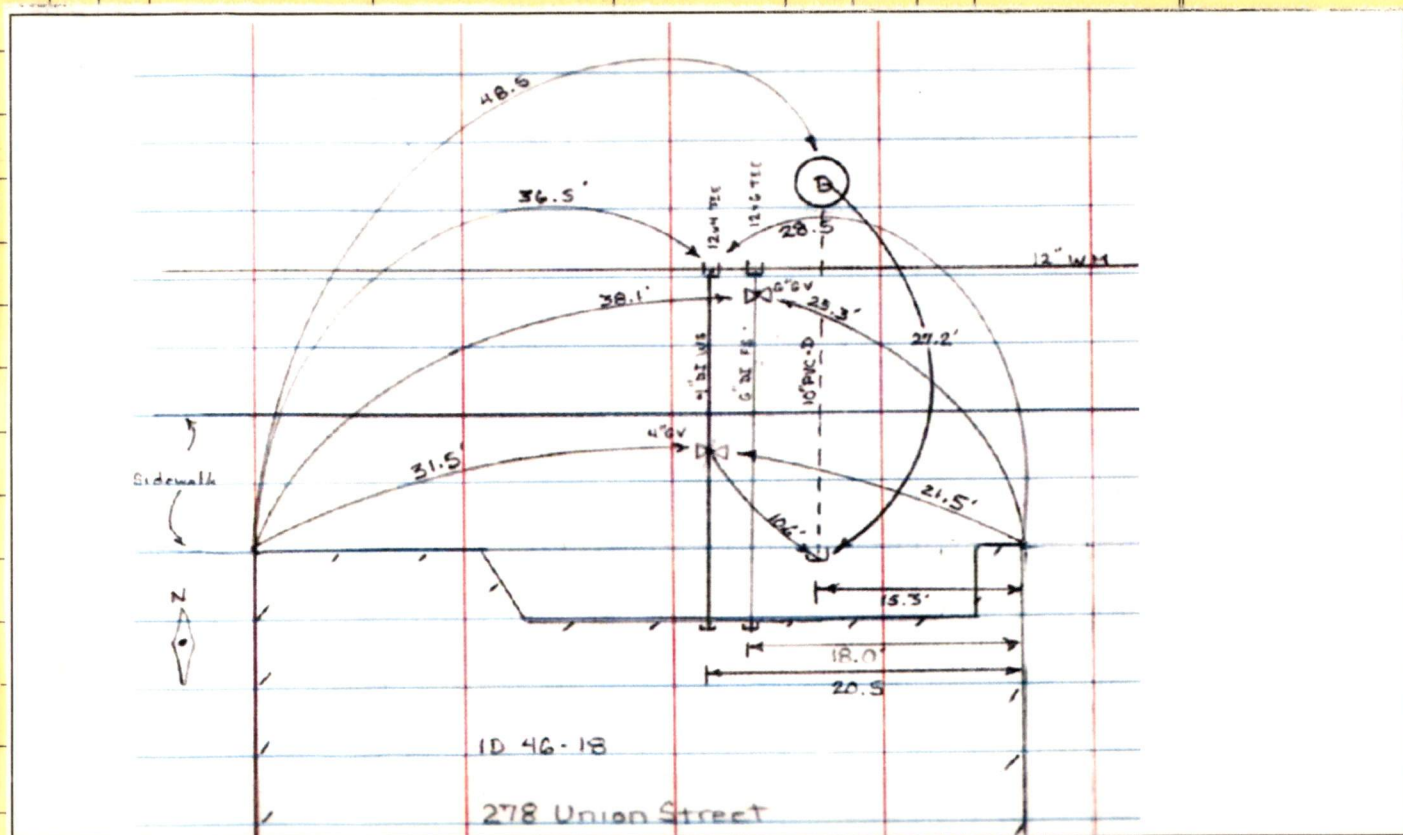 48.5
36.5'
12x4 TEE
12x6 TEE
D
28.5
12" WM
38.1'
6"GV
25.3'
4" DI WS
6" DI FS
10" PVC-D
27.2'
4"GV
31.5'
21.5'
Sidewalk
10.6'
15.3'
N
18.0'
20.5
ID 46-18
278 Union Street